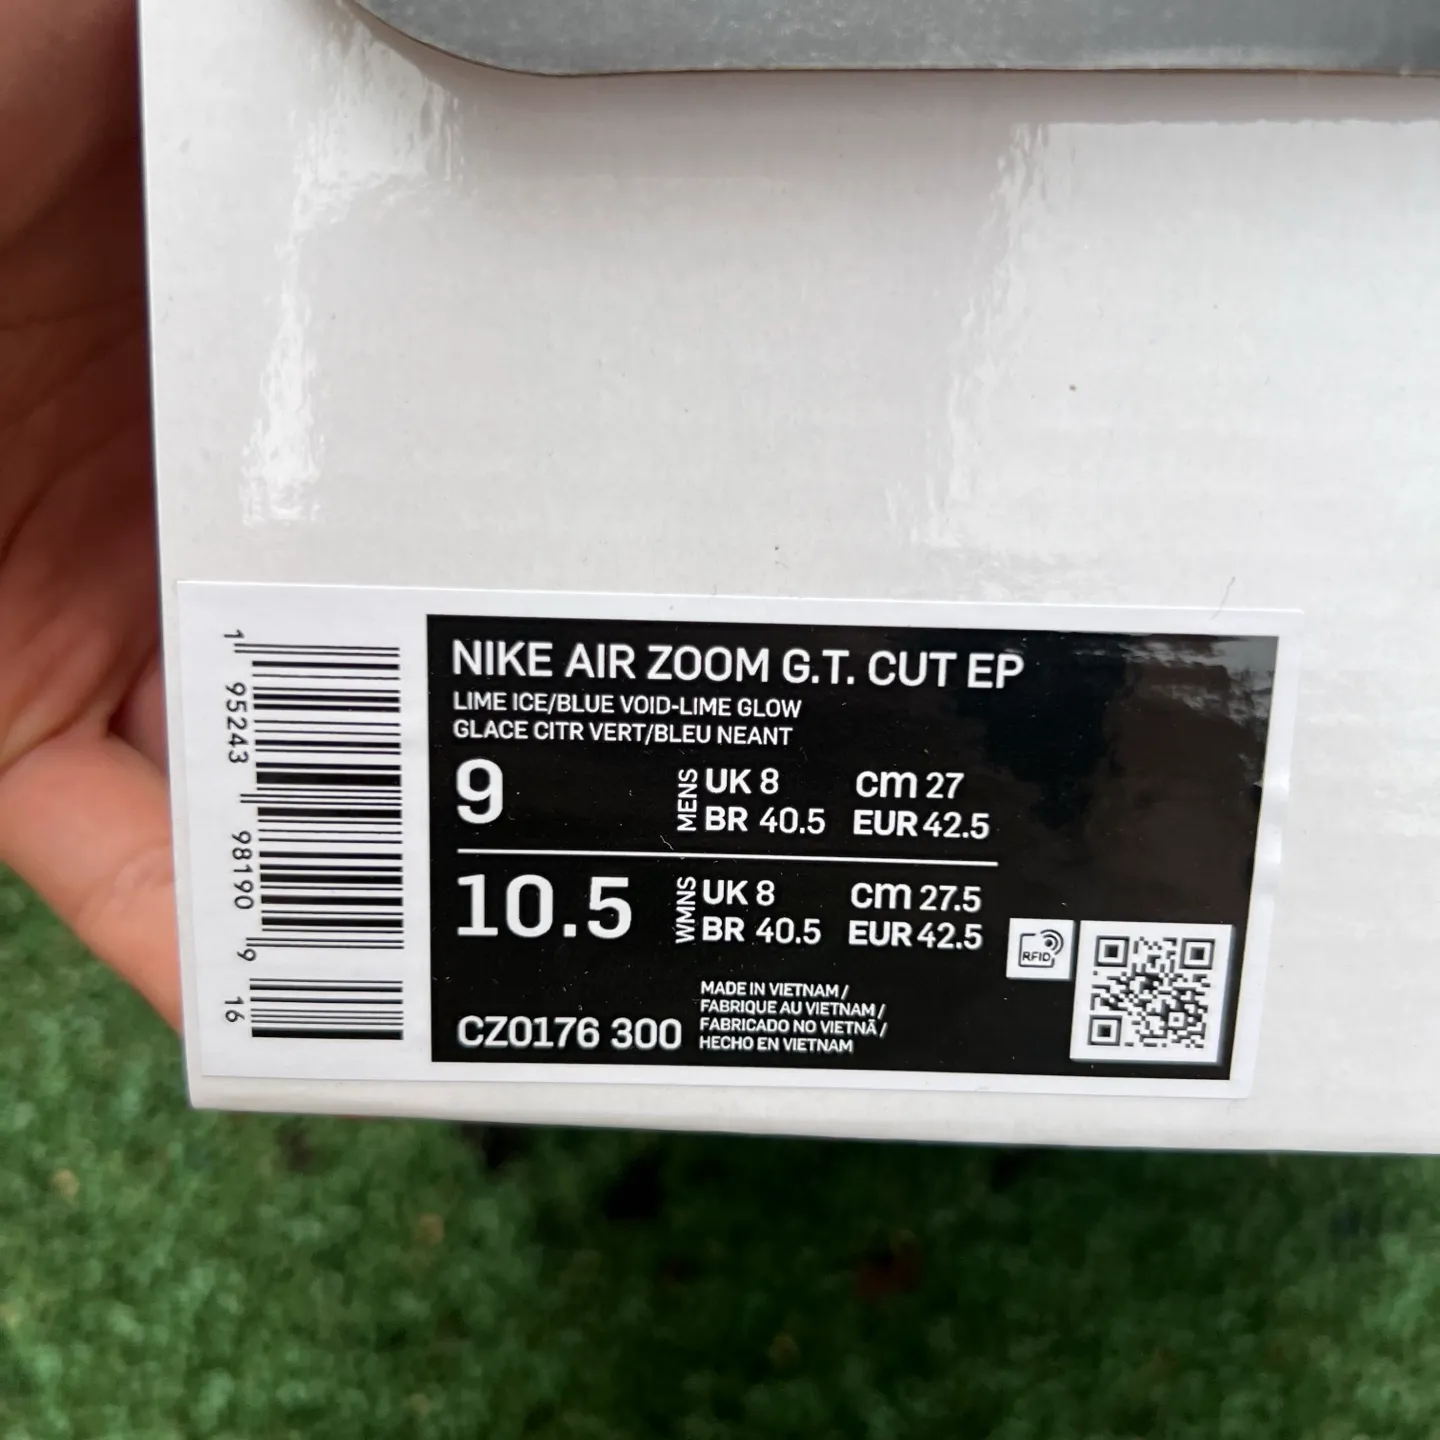 1 95243 98190 9 16
NIKE AIR ZOOM G.T. CUT EP
LIME ICE/BLUE VOID-LIME GLOW
GLACE CITR VERT/BLEU NEANT
9 MENS UK 8 cm 27
BR 40.5 EUR 42.5
10.5 WMNS UK 8 cm 27.5
BR 40.5 EUR 42.5
RFID
CZ0176 300
MADE IN VIETNAM /
FABRIQUE AU VIETNAM /
FABRICADO NO VIETNÃ /
HECHO EN VIETNAM